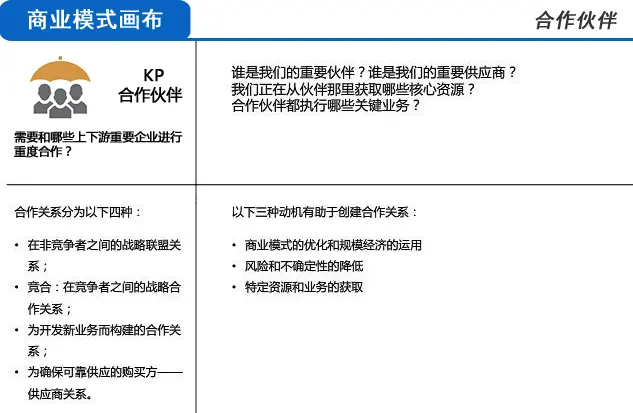 商业模式画布
合作伙伴
KP
合作伙伴
需要和哪些上下游重要企业进行
重度合作？
谁是我们的重要伙伴？谁是我们的重要供应商？
我们正在从伙伴那里获取哪些核心资源？
合作伙伴都执行哪些关键业务？
合作关系分为以下四种：
• 在非竞争者之间的战略联盟关
系；
• 竞合：在竞争者之间的战略合
作关系；
• 为开发新业务而构建的合作关
系；
• 为确保可靠供应的购买方——
供应商关系。
以下三种动机有助于创建合作关系：
• 商业模式的优化和规模经济的运用
• 风险和不确定性的降低
• 特定资源和业务的获取